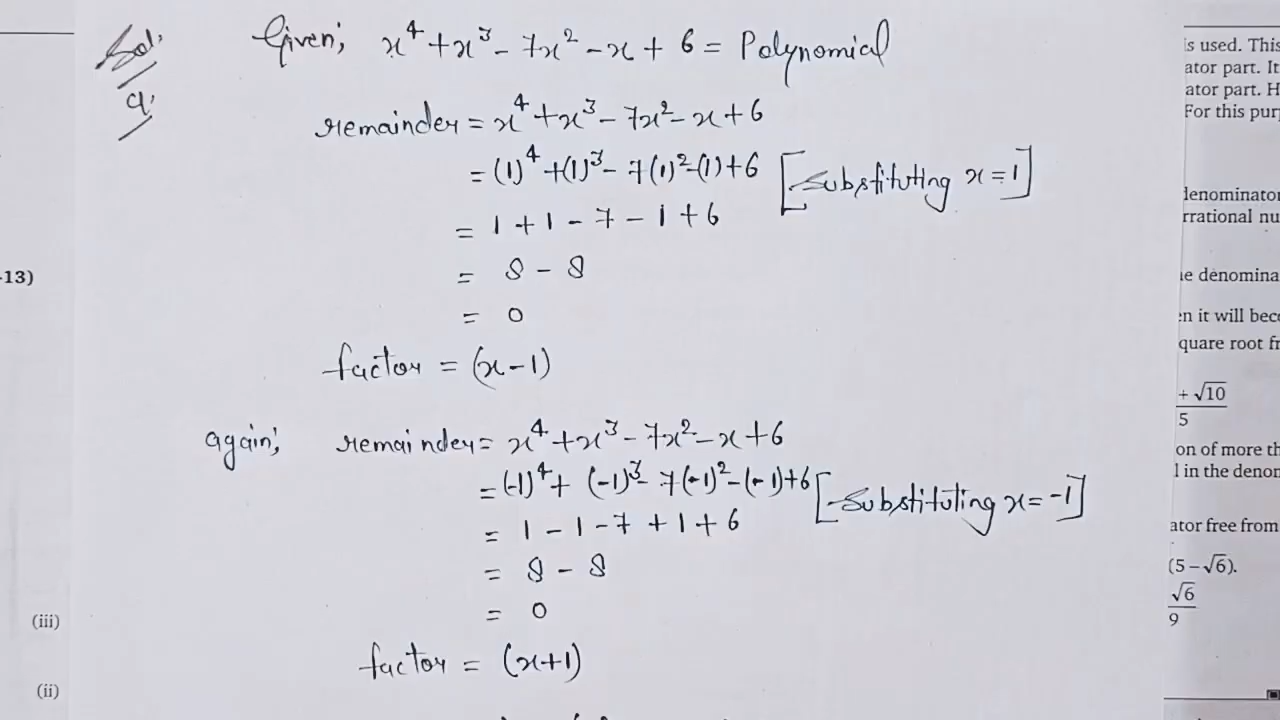 Sol. 9.
Given; x⁴ + x³ - 7x² - x + 6 = Polynomial
remainder = x⁴ + x³ - 7x² - x + 6
= (1)⁴ + (1)³ - 7(1)² - (1) + 6 [Substituting x = 1]
= 1 + 1 - 7 - 1 + 6
= 8 - 8
= 0
factor = (x - 1)
again; remainder = x⁴ + x³ - 7x² - x + 6
= (-1)⁴ + (-1)³ - 7(-1)² - (-1) + 6 [Substituting x = -1]
= 1 - 1 - 7 + 1 + 6
= 8 - 8
= 0
factor = (x + 1)
-13)
(iii)
(ii)
is used. This
ator part. It
ator part. H
For this pur
denominator
rrational nu
e denomina
n it will bec
quare root fr
+ √10
5
on of more th
l in the denor
ator free from
(5 – √6).
√6
9